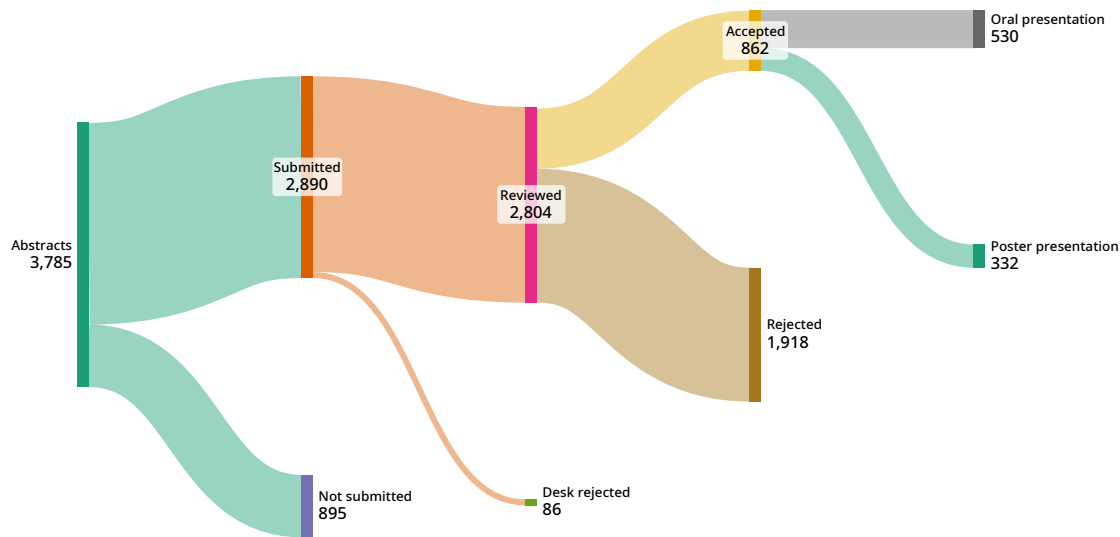 Accepted
862
Oral presentation
530
Submitted
2,890
Reviewed
2,804
Abstracts
3,785
Poster presentation
332
Rejected
1,918
Not submitted
895
Desk rejected
86